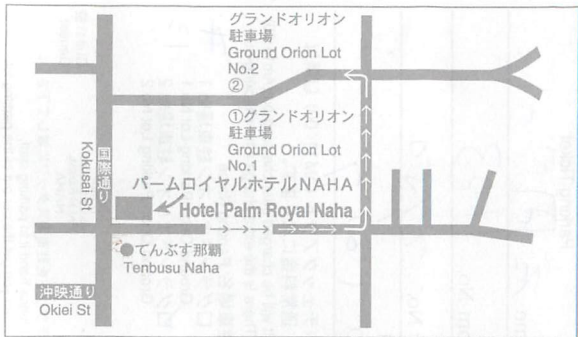 グランドオリオン
駐車場
Ground Orion Lot
No.2
②
①グランドオリオン
駐車場
Ground Orion Lot
No.1
国際通り
Kokusai St
パームロイヤルホテルNAHA
Hotel Palm Royal Naha
●てんぶす那覇
Tenbusu Naha
沖映通り
Okiei St